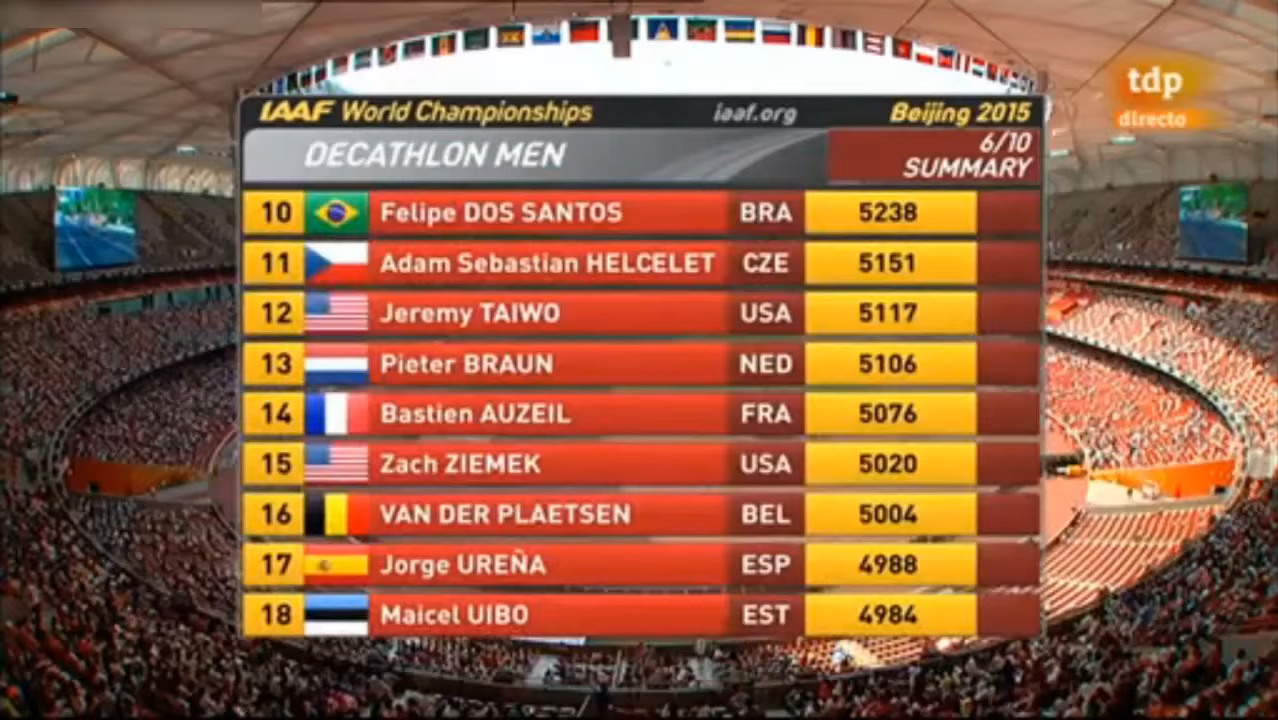 tdp
directo
IAAF World Championships iaaf.org Beijing 2015
DECATHLON MEN 6/10
SUMMARY
10 Felipe DOS SANTOS BRA 5238
11 Adam Sebastian HELCELET CZE 5151
12 Jeremy TAIWO USA 5117
13 Pieter BRAUN NED 5106
14 Bastien AUZEIL FRA 5076
15 Zach ZIEMEK USA 5020
16 VAN DER PLAETSEN BEL 5004
17 Jorge UREÑA ESP 4988
18 Maicel UIBO EST 4984